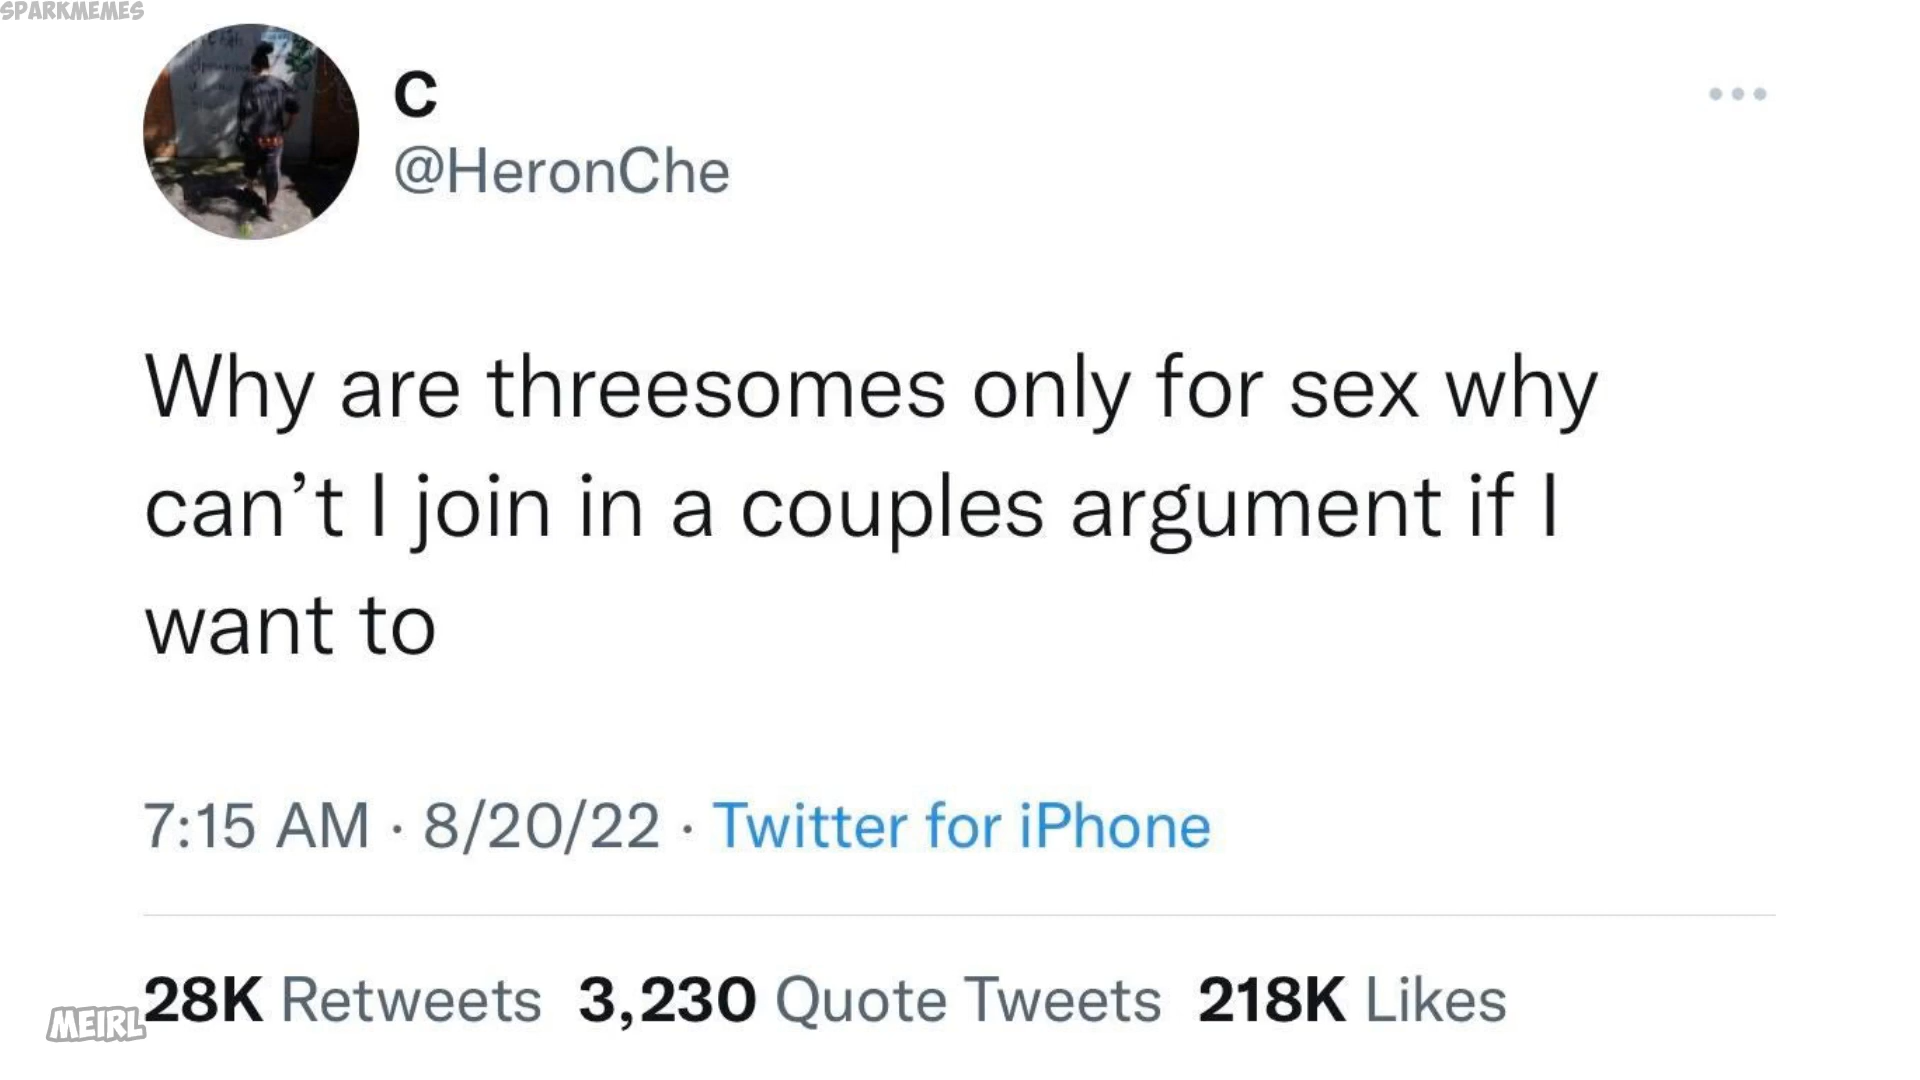 SPARKMEMES
C
@HeronChe
Why are threesomes only for sex why
can’t I join in a couples argument if I
want to
7:15 AM · 8/20/22 · Twitter for iPhone
28K Retweets 3,230 Quote Tweets 218K Likes
MEIRL